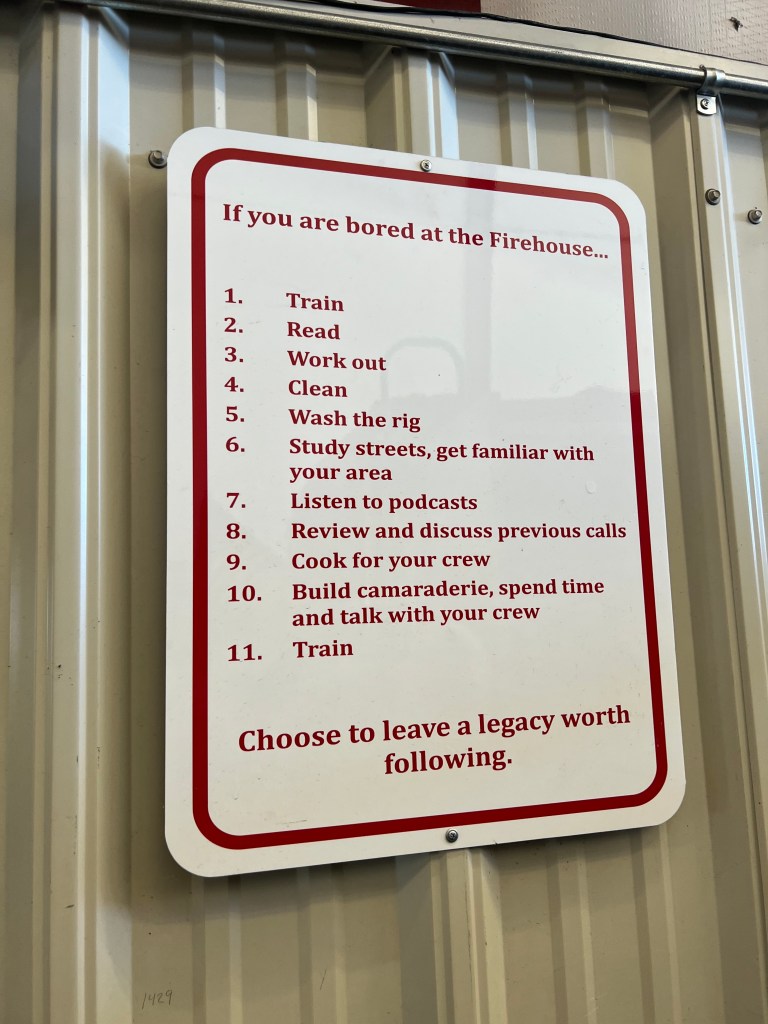 If you are bored at the Firehouse...
1. Train
2. Read
3. Work out
4. Clean
5. Wash the rig
6. Study streets, get familiar with
your area
7. Listen to podcasts
8. Review and discuss previous calls
9. Cook for your crew
10. Build camaraderie, spend time
and talk with your crew
11. Train
Choose to leave a legacy worth
following.
1429